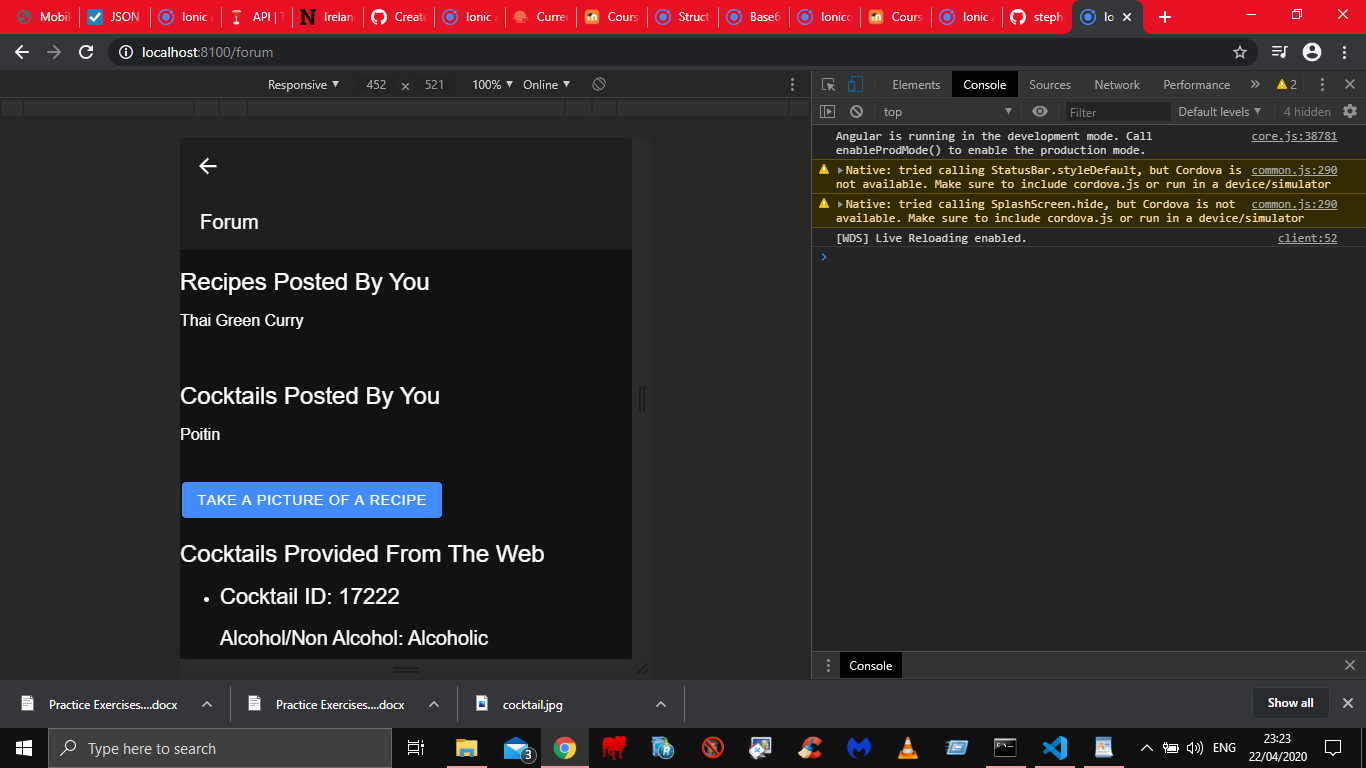 Mobil
JSON
Ionic A
API | T
Irelan
Create
Ionic A
Curre
Cours
Struct
Base6
Ionico
Cours
Ionic A
steph
Io
localhost:8100/forum
Responsive 452 × 521 100% Online
Elements Console Sources Network Performance » 2
top Filter Default levels 4 hidden
Angular is running in the development mode. Call core.js:38781
enableProdMode() to enable the production mode.
Native: tried calling StatusBar.styleDefault, but Cordova is common.js:290
not available. Make sure to include cordova.js or run in a device/simulator
Native: tried calling SplashScreen.hide, but Cordova is not common.js:290
available. Make sure to include cordova.js or run in a device/simulator
[WDS] Live Reloading enabled. client:52
Forum
Recipes Posted By You
Thai Green Curry
Cocktails Posted By You
Poitin
TAKE A PICTURE OF A RECIPE
Cocktails Provided From The Web
• Cocktail ID: 17222
Alcohol/Non Alcohol: Alcoholic
Console
Practice Exercises....docx
Practice Exercises....docx
cocktail.jpg
Show all
Type here to search
3
ENG
23:23
22/04/2020